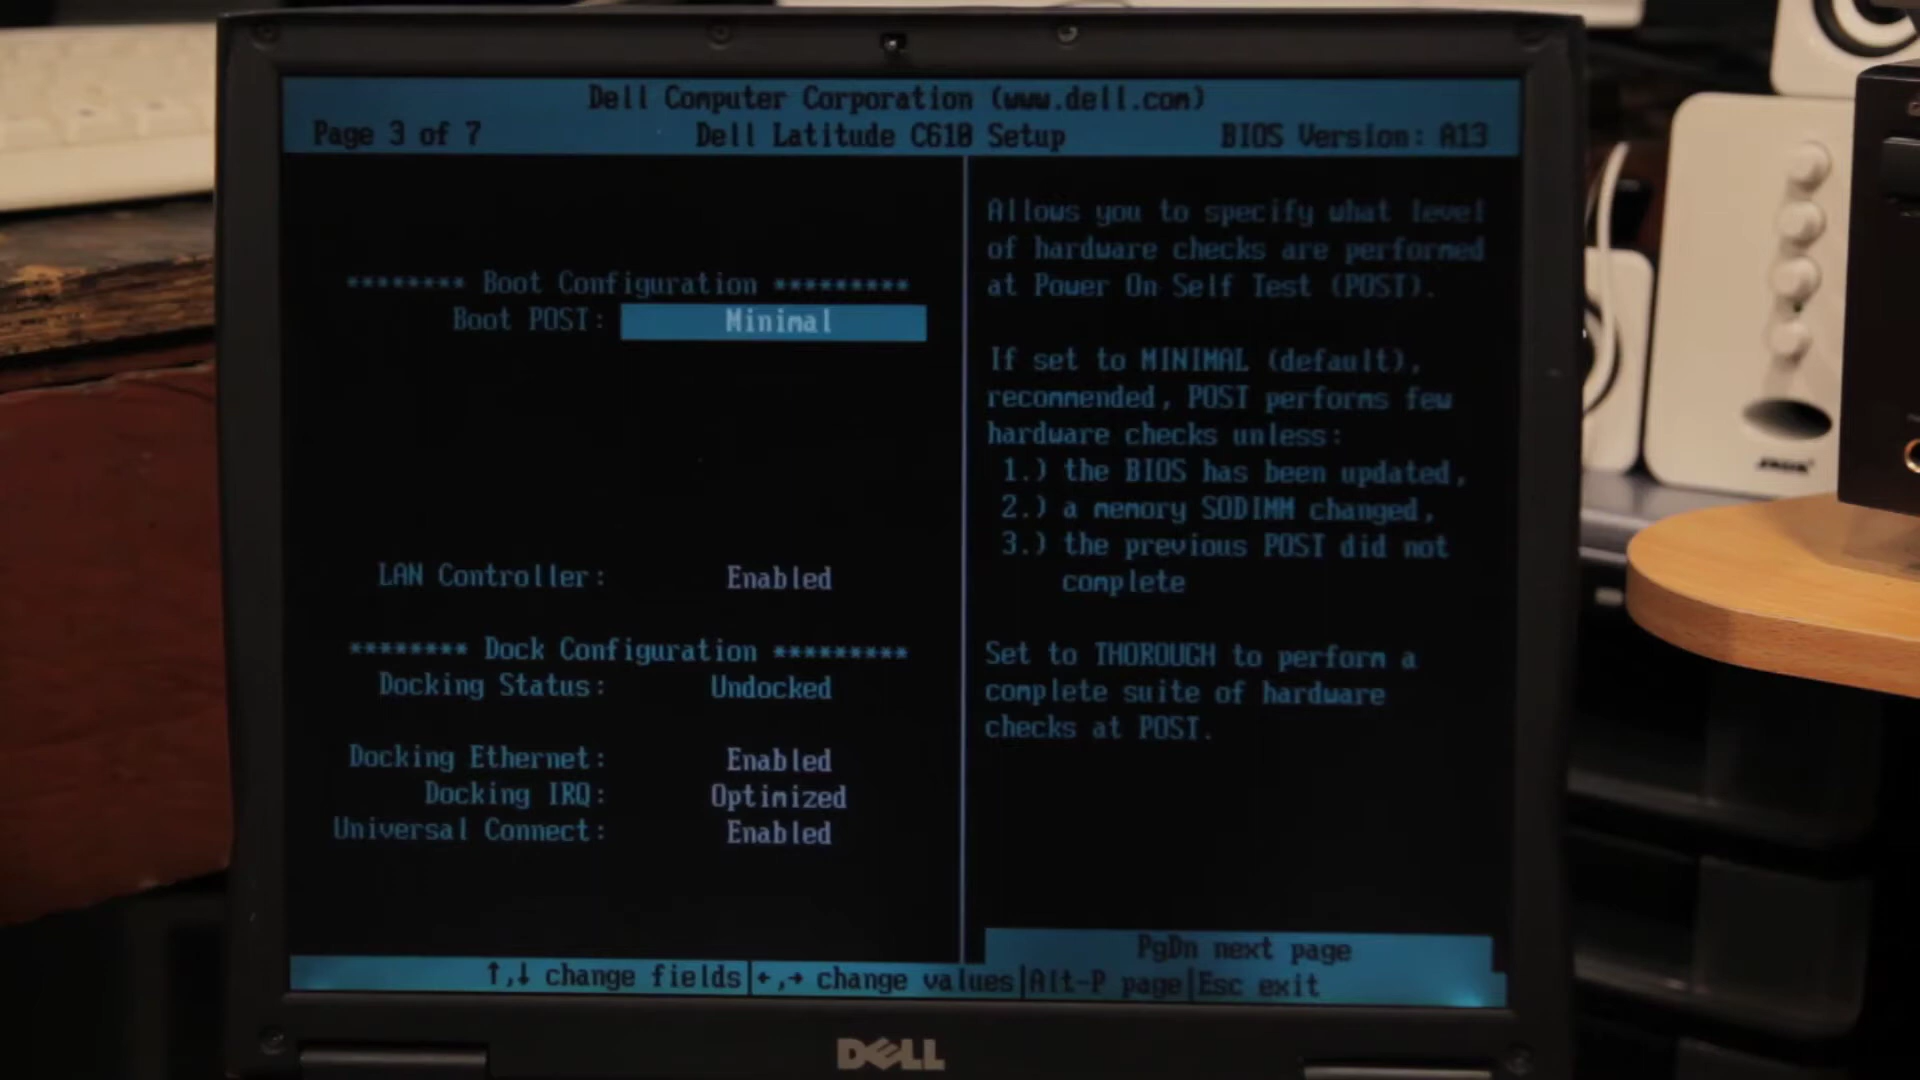 Dell Computer Corporation (www.dell.com)
Page 3 of 7 Dell Latitude C610 Setup BIOS Version: A13
******** Boot Configuration *********
Boot POST: Minimal
LAN Controller: Enabled
******** Dock Configuration *********
Docking Status: Undocked
Docking Ethernet: Enabled
Docking IRQ: Optimized
Universal Connect: Enabled
Allows you to specify what level
of hardware checks are performed
at Power On Self Test (POST).
If set to MINIMAL (default),
recommended, POST performs few
hardware checks unless:
1.) the BIOS has been updated,
2.) a memory SODIMM changed,
3.) the previous POST did not
complete
Set to THOROUGH to perform a
complete suite of hardware
checks at POST.
PgDn next page
↑,↓ change fields|←,→ change values|Alt-P page|Esc exit
DELL